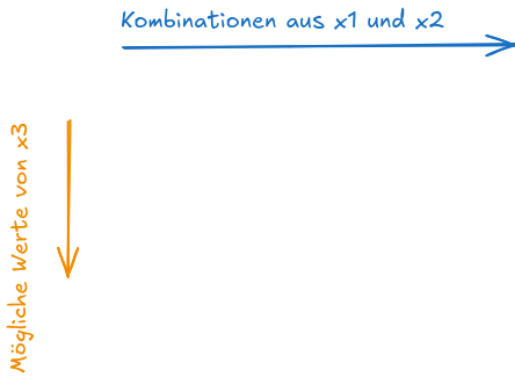 Kombinationen aus x1 und x2
Mögliche Werte von x3